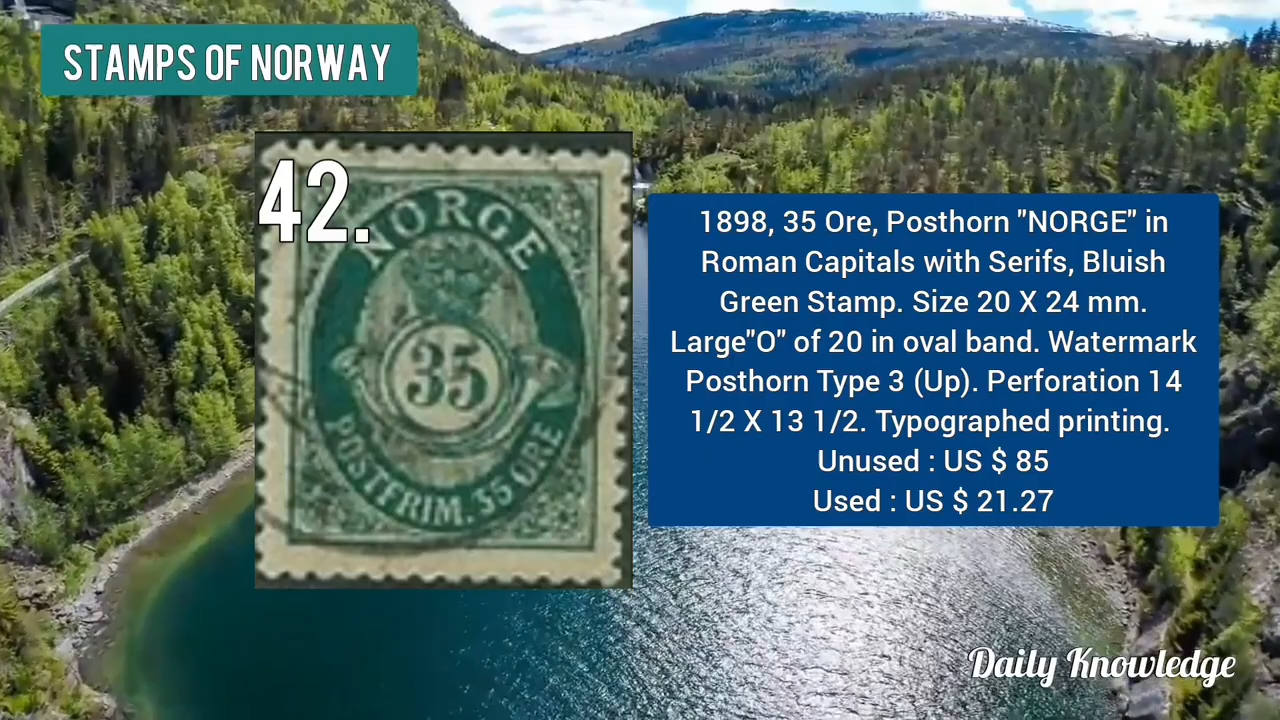 STAMPS OF NORWAY
42.
NORGE
35
POSTFRIM. 35 ORE
1898, 35 Ore, Posthorn "NORGE" in
Roman Capitals with Serifs, Bluish
Green Stamp. Size 20 X 24 mm.
Large"O" of 20 in oval band. Watermark
Posthorn Type 3 (Up). Perforation 14
1/2 X 13 1/2. Typographed printing.
Unused : US $ 85
Used : US $ 21.27
Daily Knowledge